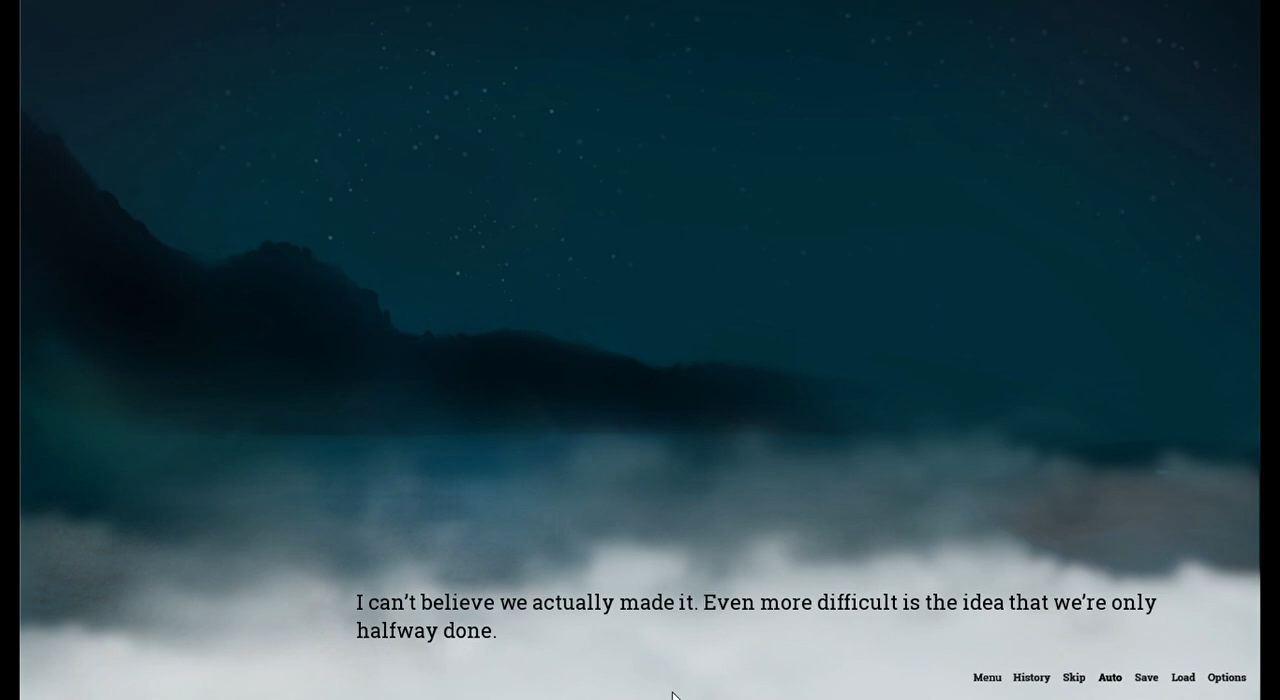 I can’t believe we actually made it. Even more difficult is the idea that we’re only
halfway done.
Menu History Skip Auto Save Load Options